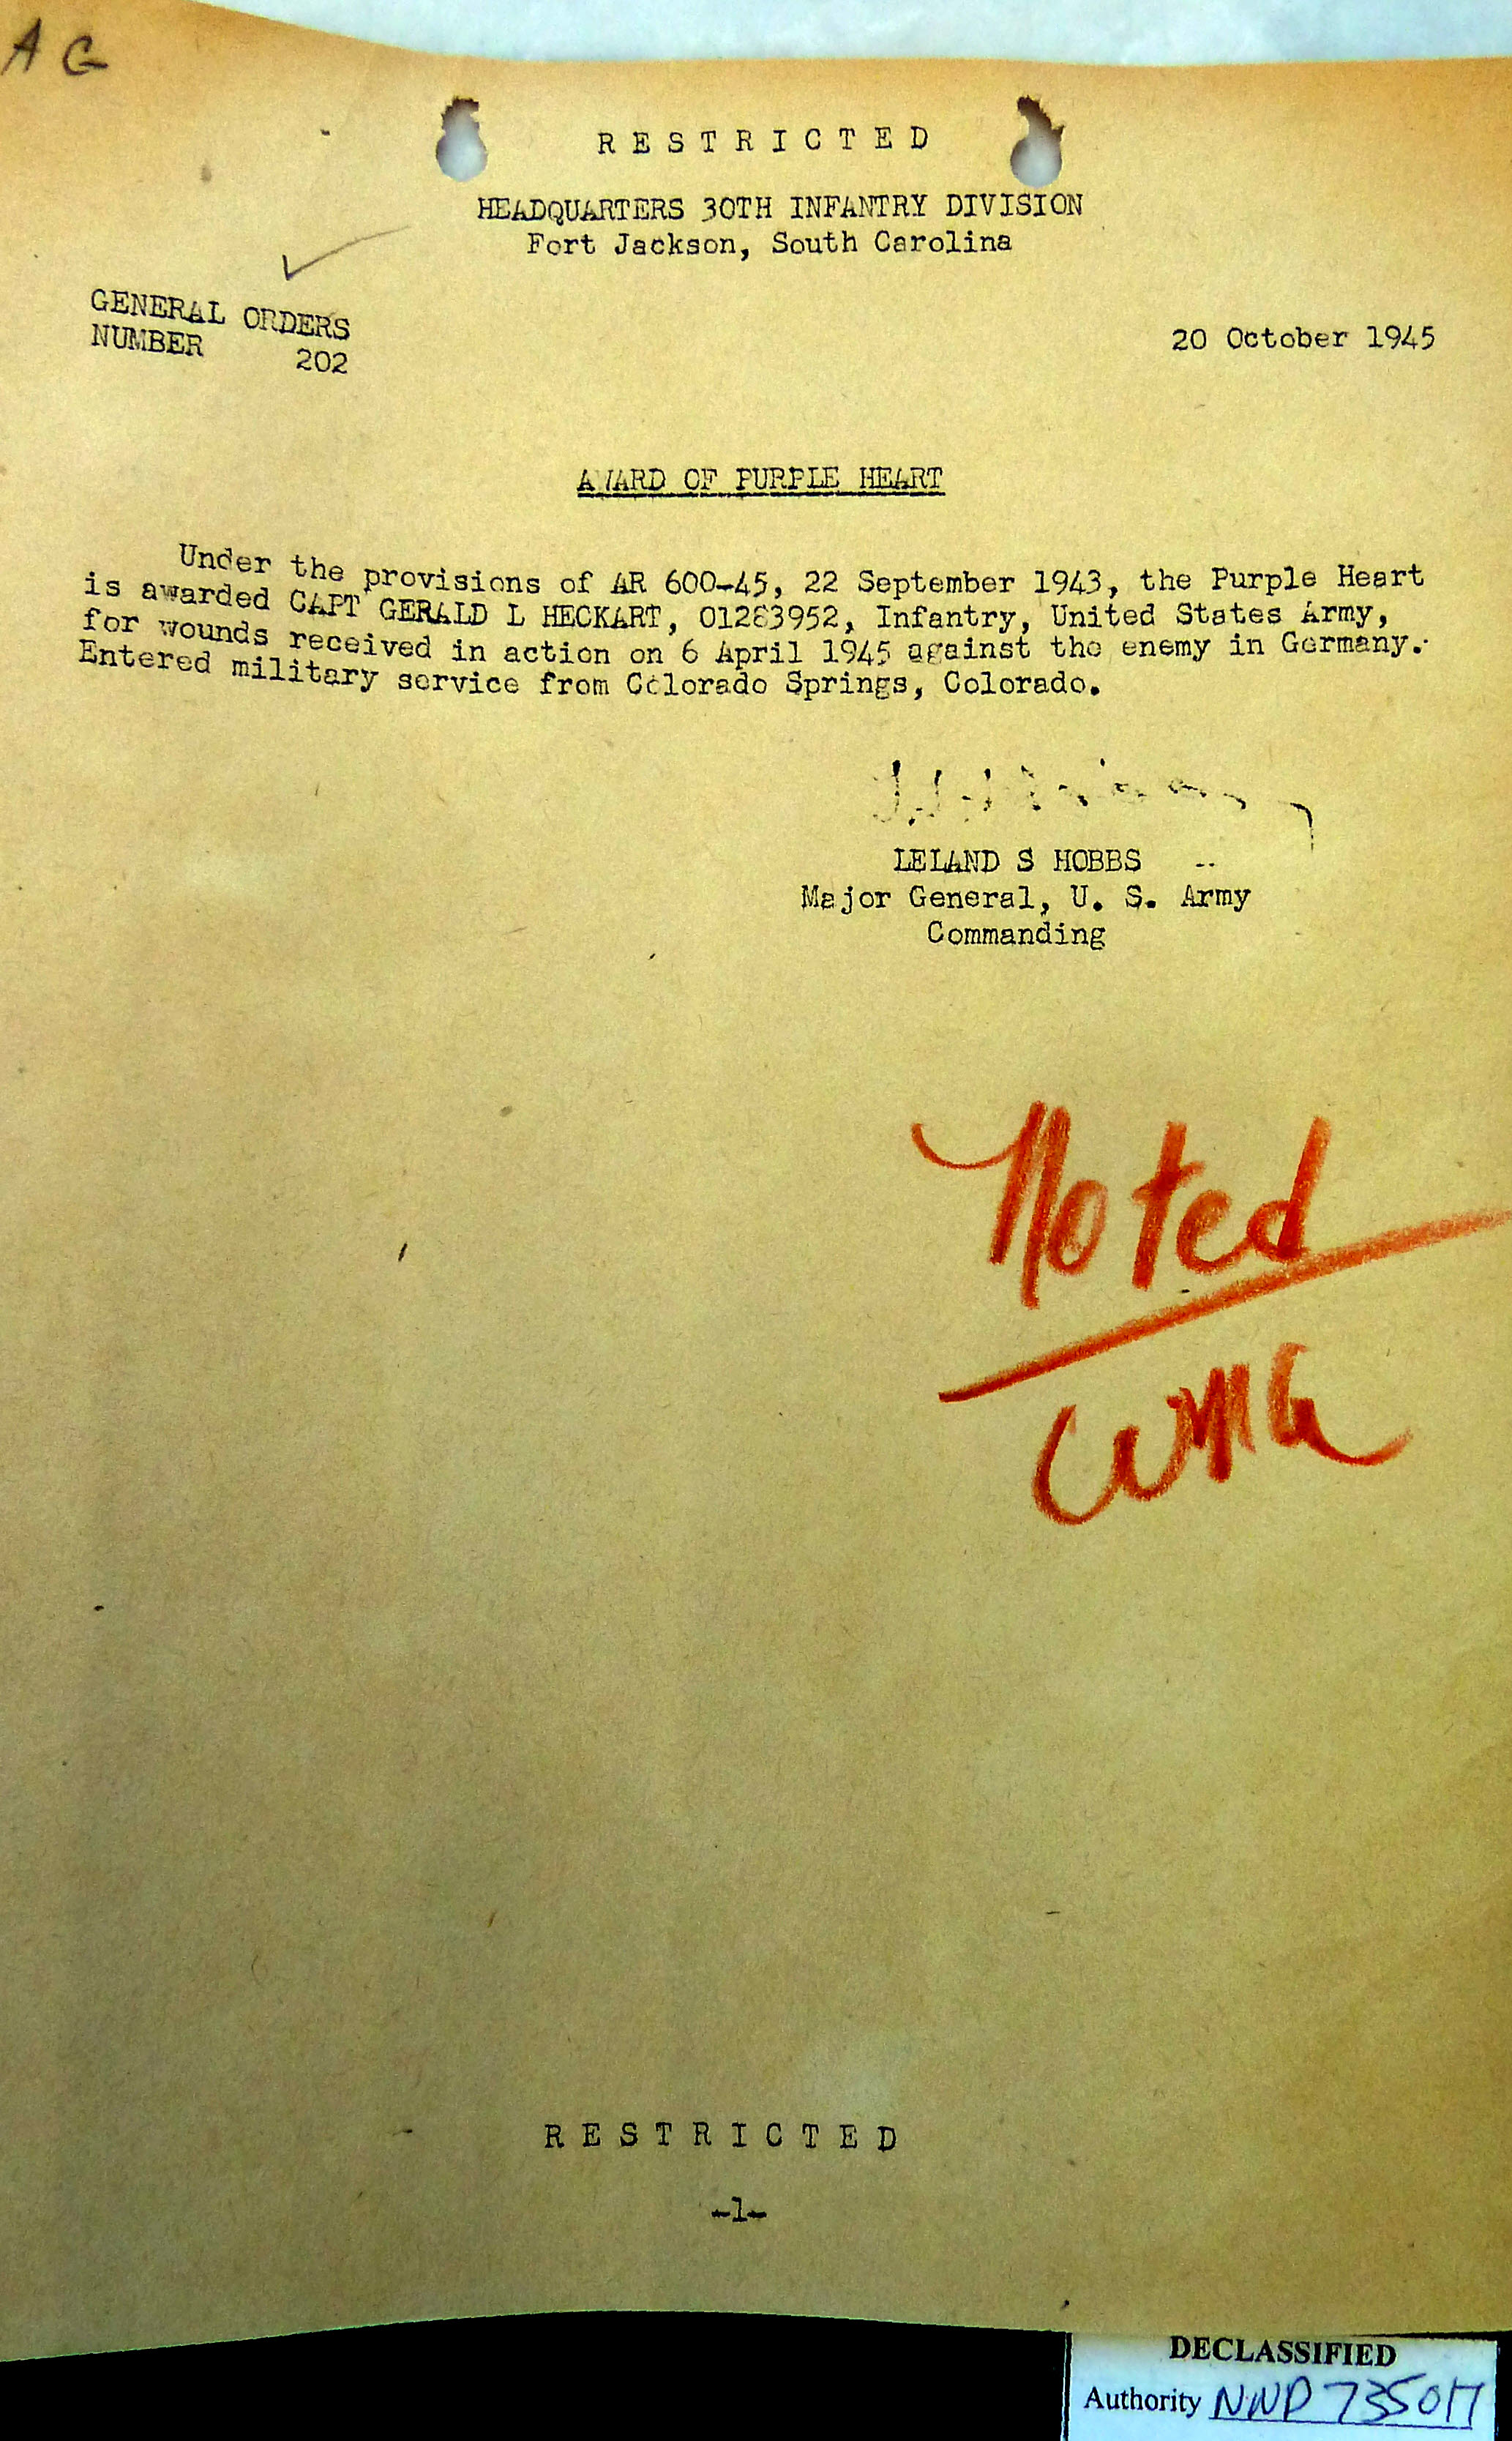 AG
R E S T R I C T E D
HEADQUARTERS 30TH INFANTRY DIVISION
Fort Jackson, South Carolina
GENERAL ORDERS
NUMBER 202
20 October 1945
AWARD OF PURPLE HEART
Under the provisions of AR 600-45, 22 September 1943, the Purple Heart
is awarded CAPT GERALD L HECKART, 01283952, Infantry, United States Army,
for wounds received in action on 6 April 1945 against the enemy in Germany.
Entered military service from Colorado Springs, Colorado.
LELAND S HOBBS
Major General, U. S. Army
Commanding
Noted
WMG
R E S T R I C T E D
-1-
DECLASSIFIED
Authority NND 735017